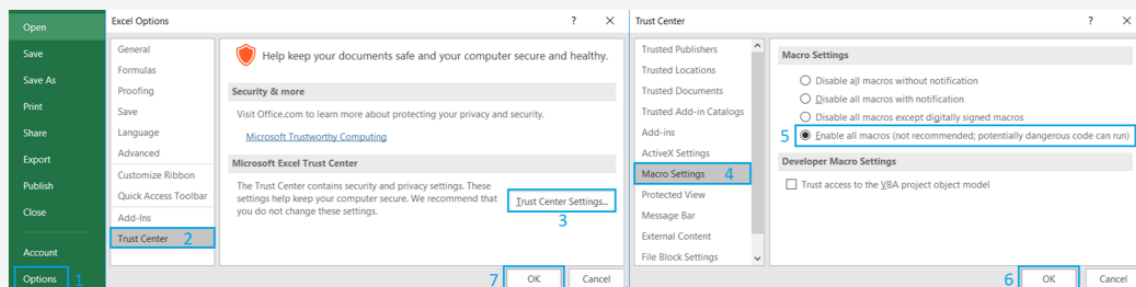 Open
Save
Save As
Print
Share
Export
Publish
Close
Account
Options 1
Excel Options ? ×
General
Formulas
Proofing
Save
Language
Advanced
Customize Ribbon
Quick Access Toolbar
Add-Ins
Trust Center 2
Help keep your documents safe and your computer secure and healthy.
Security & more
Visit Office.com to learn more about protecting your privacy and security.
Microsoft Trustworthy Computing
Microsoft Excel Trust Center
The Trust Center contains security and privacy settings. These
settings help keep your computer secure. We recommend that
you do not change these settings.
Trust Center Settings...
3
7 OK Cancel
Trust Center ? ×
Trusted Publishers
Trusted Locations
Trusted Documents
Trusted Add-in Catalogs
Add-ins
ActiveX Settings
Macro Settings 4
Protected View
Message Bar
External Content
File Block Settings
Macro Settings
Disable all macros without notification
Disable all macros with notification
Disable all macros except digitally signed macros
5 Enable all macros (not recommended; potentially dangerous code can run)
Developer Macro Settings
Trust access to the VBA project object model
6 OK Cancel